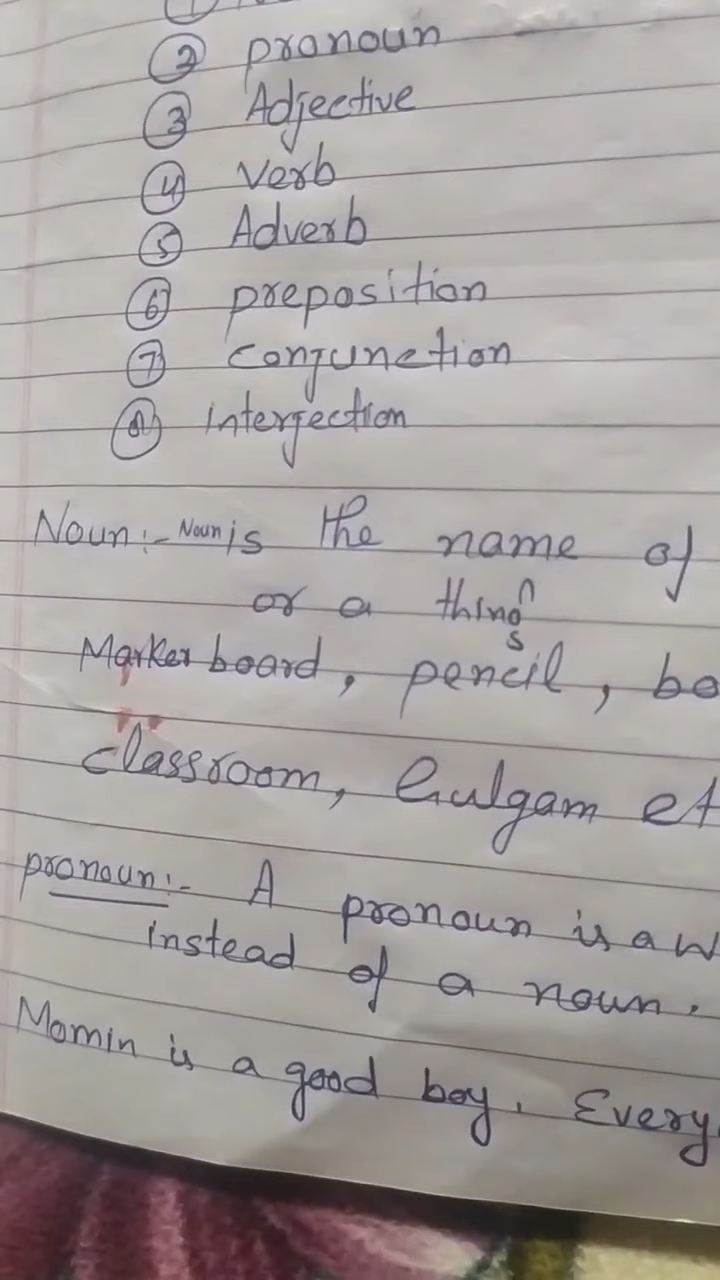 ② pronoun
③ Adjective
④ Verb
⑤ Adverb
⑥ preposition
⑦ conjunction
⑧ interjection
Noun:- Noun is the name of
or a things
Marker board, pencil, bo
classroom, Gulgam et
pronoun:- A pronoun is a w
instead of a noun.
Momin is a good boy. Every